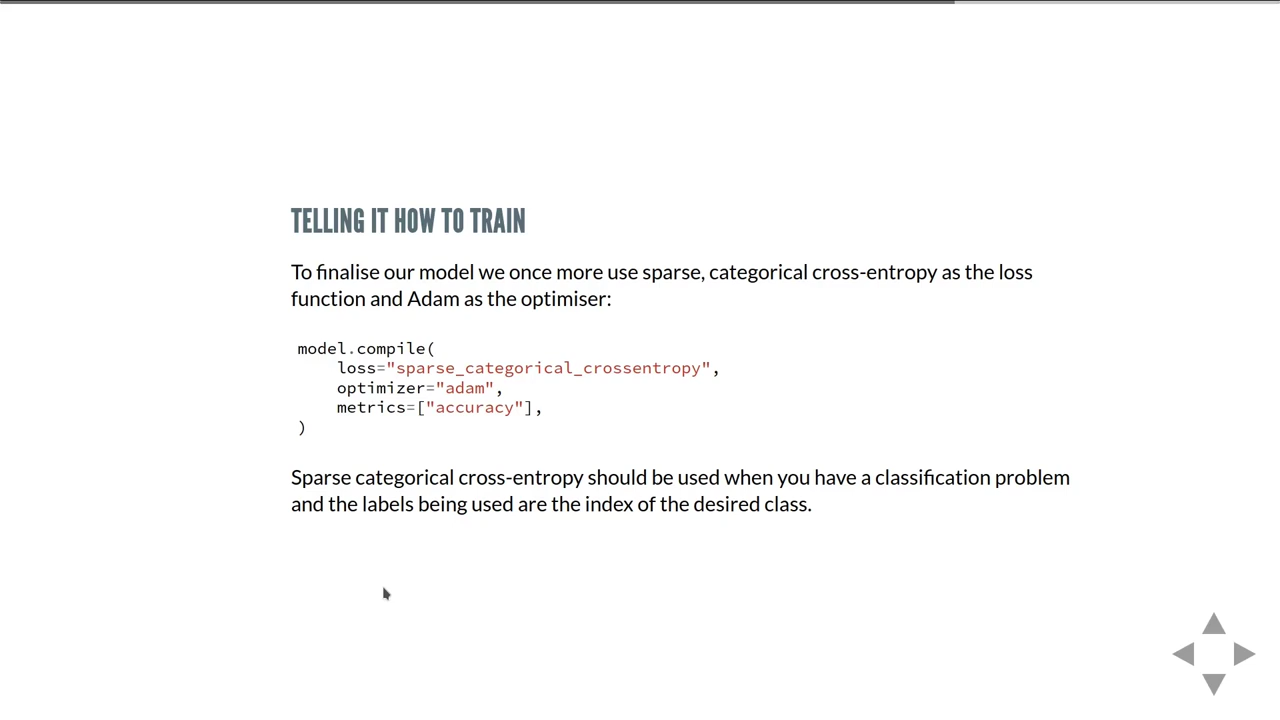 TELLING IT HOW TO TRAIN
To finalise our model we once more use sparse, categorical cross-entropy as the loss
function and Adam as the optimiser:
model.compile(
    loss="sparse_categorical_crossentropy",
    optimizer="adam",
    metrics=["accuracy"],
)
Sparse categorical cross-entropy should be used when you have a classification problem
and the labels being used are the index of the desired class.